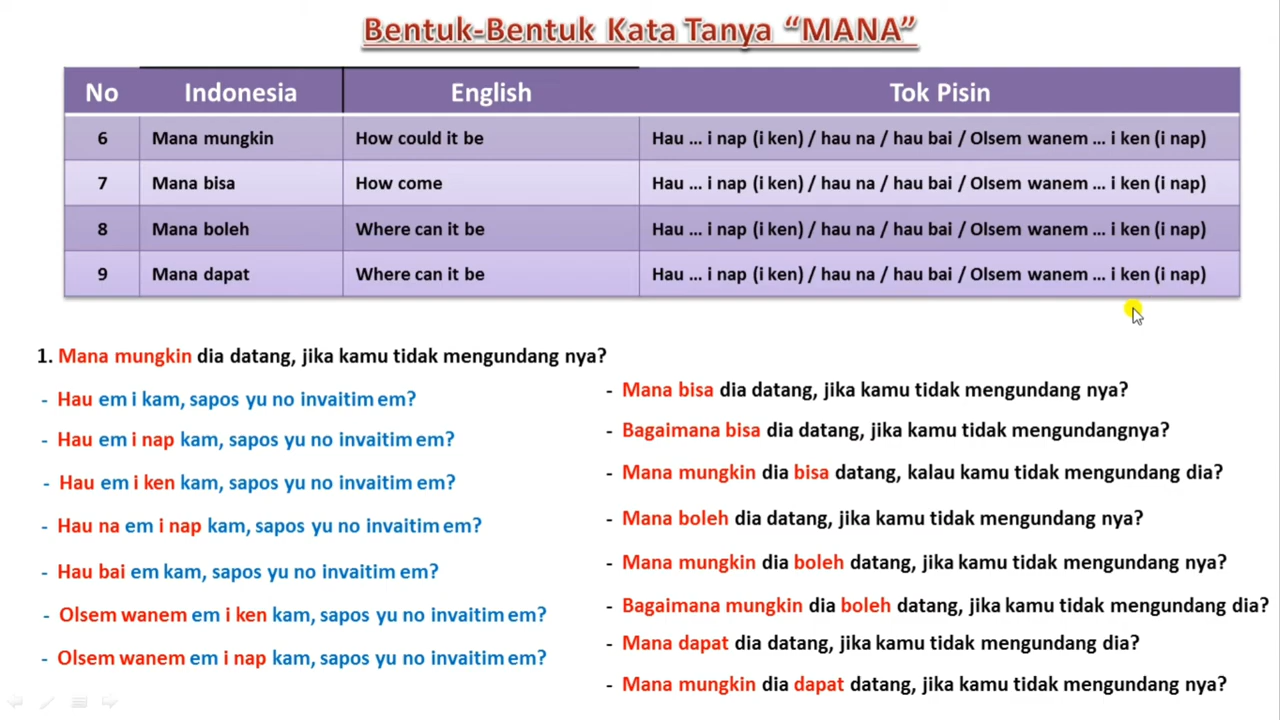 Bentuk-Bentuk Kata Tanya “MANA”
No Indonesia English Tok Pisin
6 Mana mungkin How could it be Hau ... i nap (i ken) / hau na / hau bai / Olsem wanem ... i ken (i nap)
7 Mana bisa How come Hau ... i nap (i ken) / hau na / hau bai / Olsem wanem ... i ken (i nap)
8 Mana boleh Where can it be Hau ... i nap (i ken) / hau na / hau bai / Olsem wanem ... i ken (i nap)
9 Mana dapat Where can it be Hau ... i nap (i ken) / hau na / hau bai / Olsem wanem ... i ken (i nap)
1. Mana mungkin dia datang, jika kamu tidak mengundang nya?
- Hau em i kam, sapos yu no invaitim em?
- Hau em i nap kam, sapos yu no invaitim em?
- Hau em i ken kam, sapos yu no invaitim em?
- Hau na em i nap kam, sapos yu no invaitim em?
- Hau bai em kam, sapos yu no invaitim em?
- Olsem wanem em i ken kam, sapos yu no invaitim em?
- Olsem wanem em i nap kam, sapos yu no invaitim em?
- Mana bisa dia datang, jika kamu tidak mengundang nya?
- Bagaimana bisa dia datang, jika kamu tidak mengundangnya?
- Mana mungkin dia bisa datang, kalau kamu tidak mengundang dia?
- Mana boleh dia datang, jika kamu tidak mengundang nya?
- Mana mungkin dia boleh datang, jika kamu tidak mengundang nya?
- Bagaimana mungkin dia boleh datang, jika kamu tidak mengundang dia?
- Mana dapat dia datang, jika kamu tidak mengundang dia?
- Mana mungkin dia dapat datang, jika kamu tidak mengundang nya?